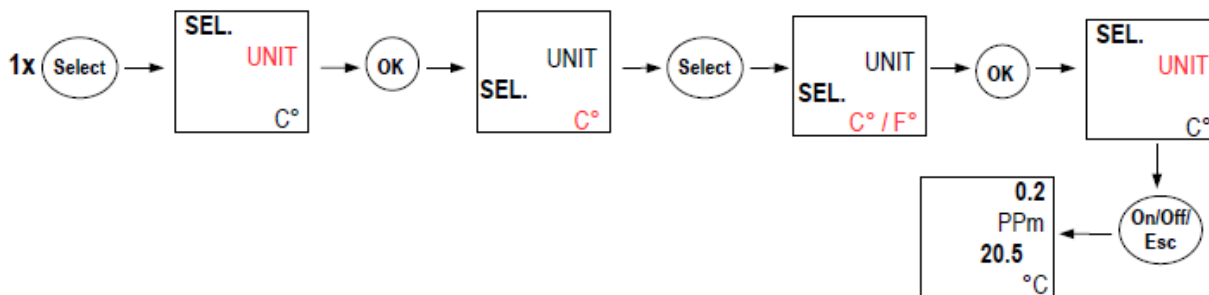 1x
Select
SEL.
UNIT
C°
OK
UNIT
SEL.
C°
Select
UNIT
SEL.
C° / F°
OK
SEL.
UNIT
C°
On/Off/
Esc
0.2
PPm
20.5
°C